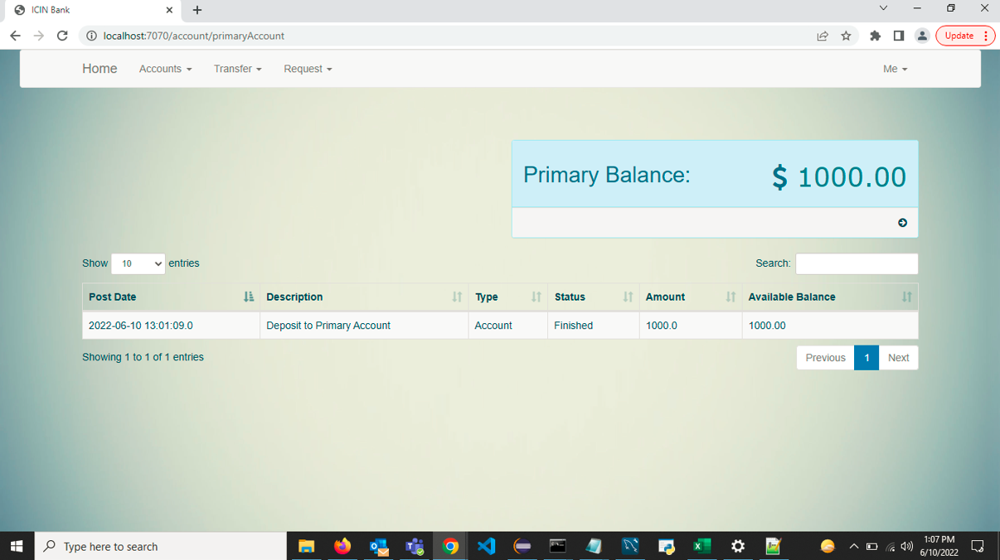 ICIN Bank
localhost:7070/account/primaryAccount
Update
Home Accounts Transfer Request Me
Primary Balance: $ 1000.00
Show 10 entries Search:
Post Date Description Type Status Amount Available Balance
2022-06-10 13:01:09.0 Deposit to Primary Account Account Finished 1000.0 1000.00
Showing 1 to 1 of 1 entries Previous 1 Next
Type here to search
1:07 PM
6/10/2022